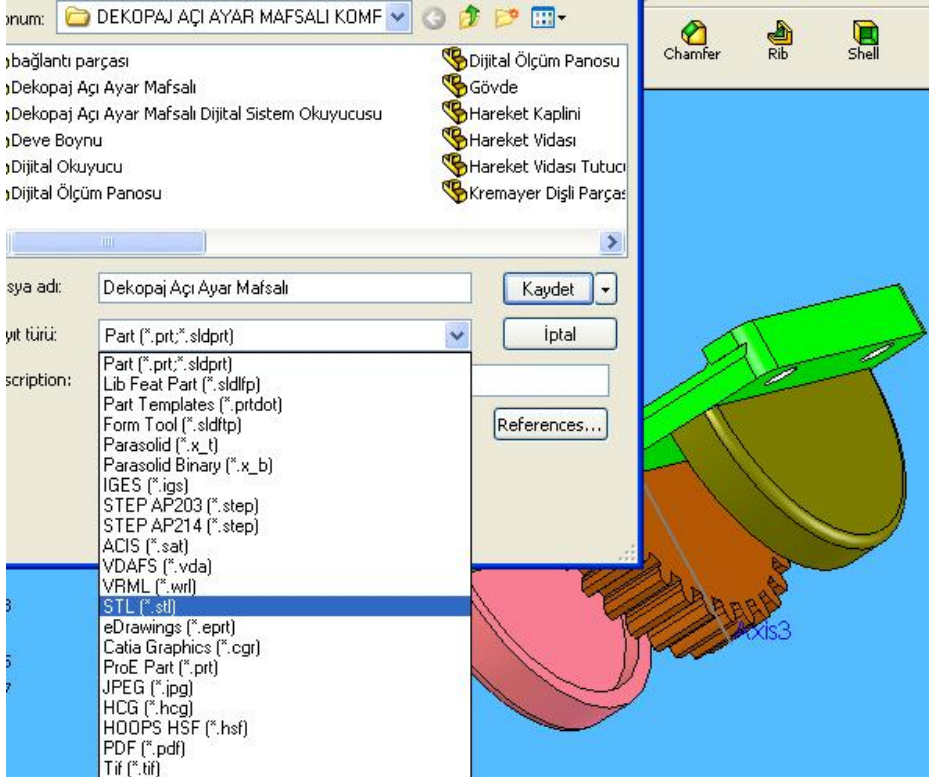 onum: DEKOPAJ AÇI AYAR MAFSALI KOMF
Chamfer Rib Shell
bağlantı parçası
Dekopaj Açı Ayar Mafsalı
Dekopaj Açı Ayar Mafsalı Dijital Sistem Okuyucusu
Deve Boynu
Dijital Okuyucu
Dijital Ölçüm Panosu
Dijital Ölçüm Panosu
Gövde
Hareket Kaplini
Hareket Vidası
Hareket Vidası Tutucu
Kremayer Dişli Parças
sya adı: Dekopaj Açı Ayar Mafsalı Kaydet
yıt türü: Part (*.prt;*.sldprt) İptal
scription:
References...
Part (*.prt;*.sldprt)
Lib Feat Part (*.sldlfp)
Part Templates (*.prtdot)
Form Tool (*.sldftp)
Parasolid (*.x_t)
Parasolid Binary (*.x_b)
IGES (*.igs)
STEP AP203 (*.step)
STEP AP214 (*.step)
ACIS (*.sat)
VDAFS (*.vda)
VRML (*.wrl)
STL (*.stl)
eDrawings (*.eprt)
Catia Graphics (*.cgr)
ProE Part (*.prt)
JPEG (*.jpg)
HCG (*.hcg)
HOOPS HSF (*.hsf)
PDF (*.pdf)
Tif (*.tif)
3
5
7
Axis3